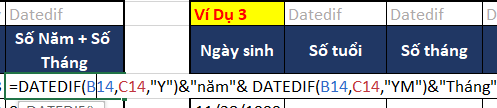 Datedif Ví Dụ 3 Datedif Datedif
Số Năm + Số Tháng Ngày sinh Số tuổi Số tháng
=DATEDIF(B14,C14,"Y")&"năm"& DATEDIF(B14,C14,"YM")&"Tháng"